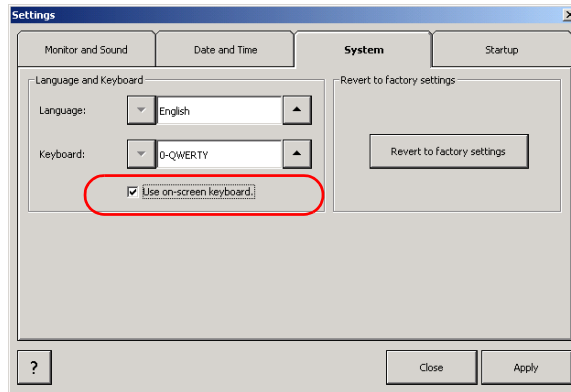 Settings
Monitor and Sound Date and Time System Startup
Language and Keyboard Revert to factory settings
Language: English
Keyboard: 0-QWERTY Revert to factory settings
Use on-screen keyboard.
? Close Apply